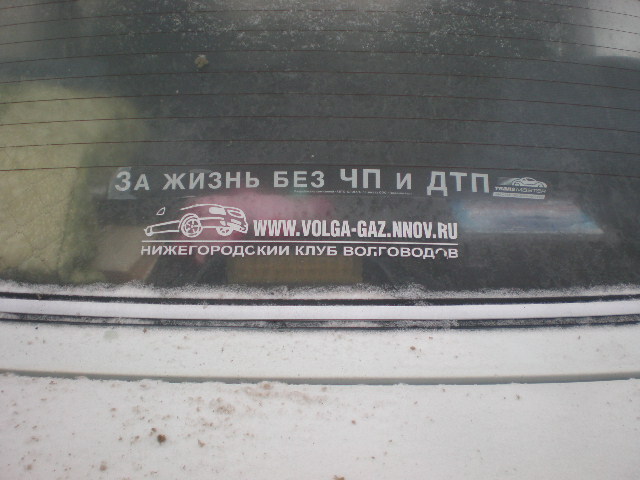 За жизнь без ЧП и ДТП
WWW.VOLGA-GAZ.NNOV.RU
НИЖЕГОРОДСКИЙ КЛУБ ВОЛГОВОДОВ